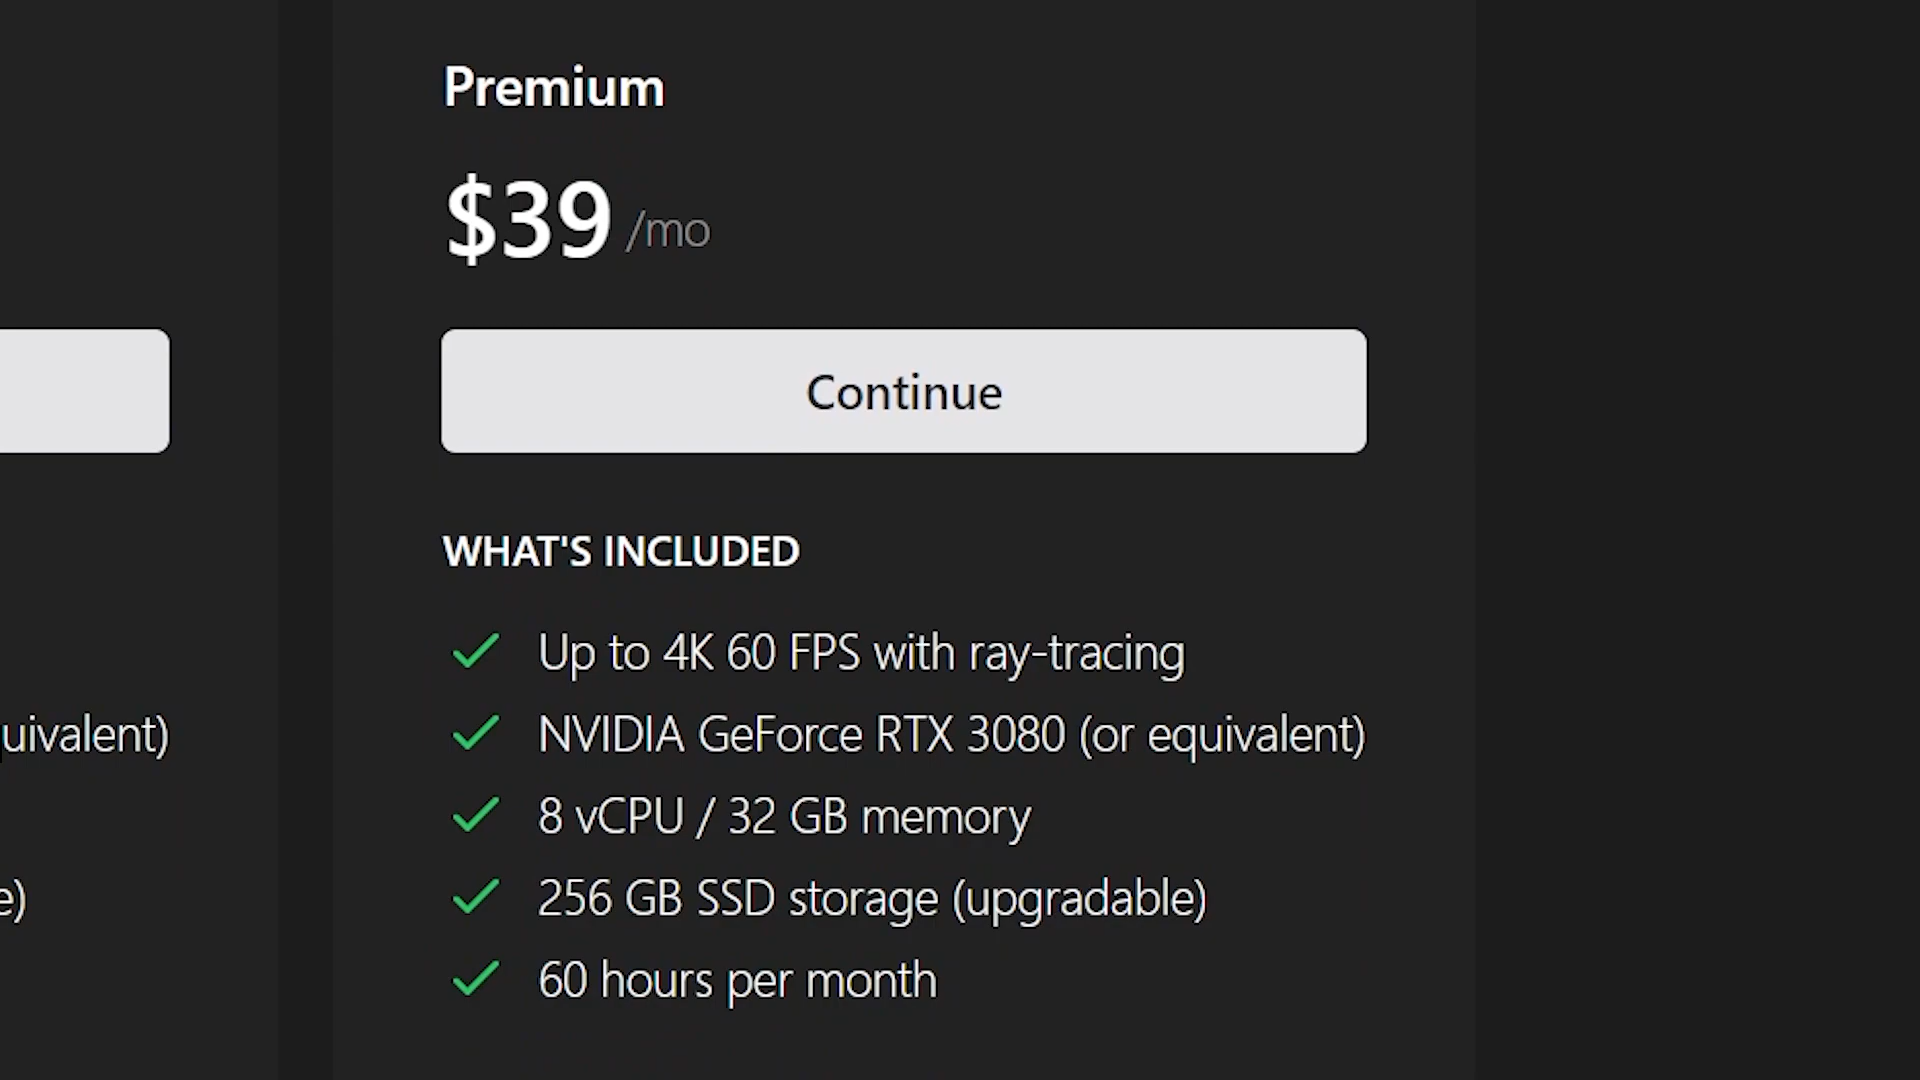 Premium
$39 /mo
Continue
WHAT'S INCLUDED
Up to 4K 60 FPS with ray-tracing
uivalent)
NVIDIA GeForce RTX 3080 (or equivalent)
8 vCPU / 32 GB memory
e)
256 GB SSD storage (upgradable)
60 hours per month